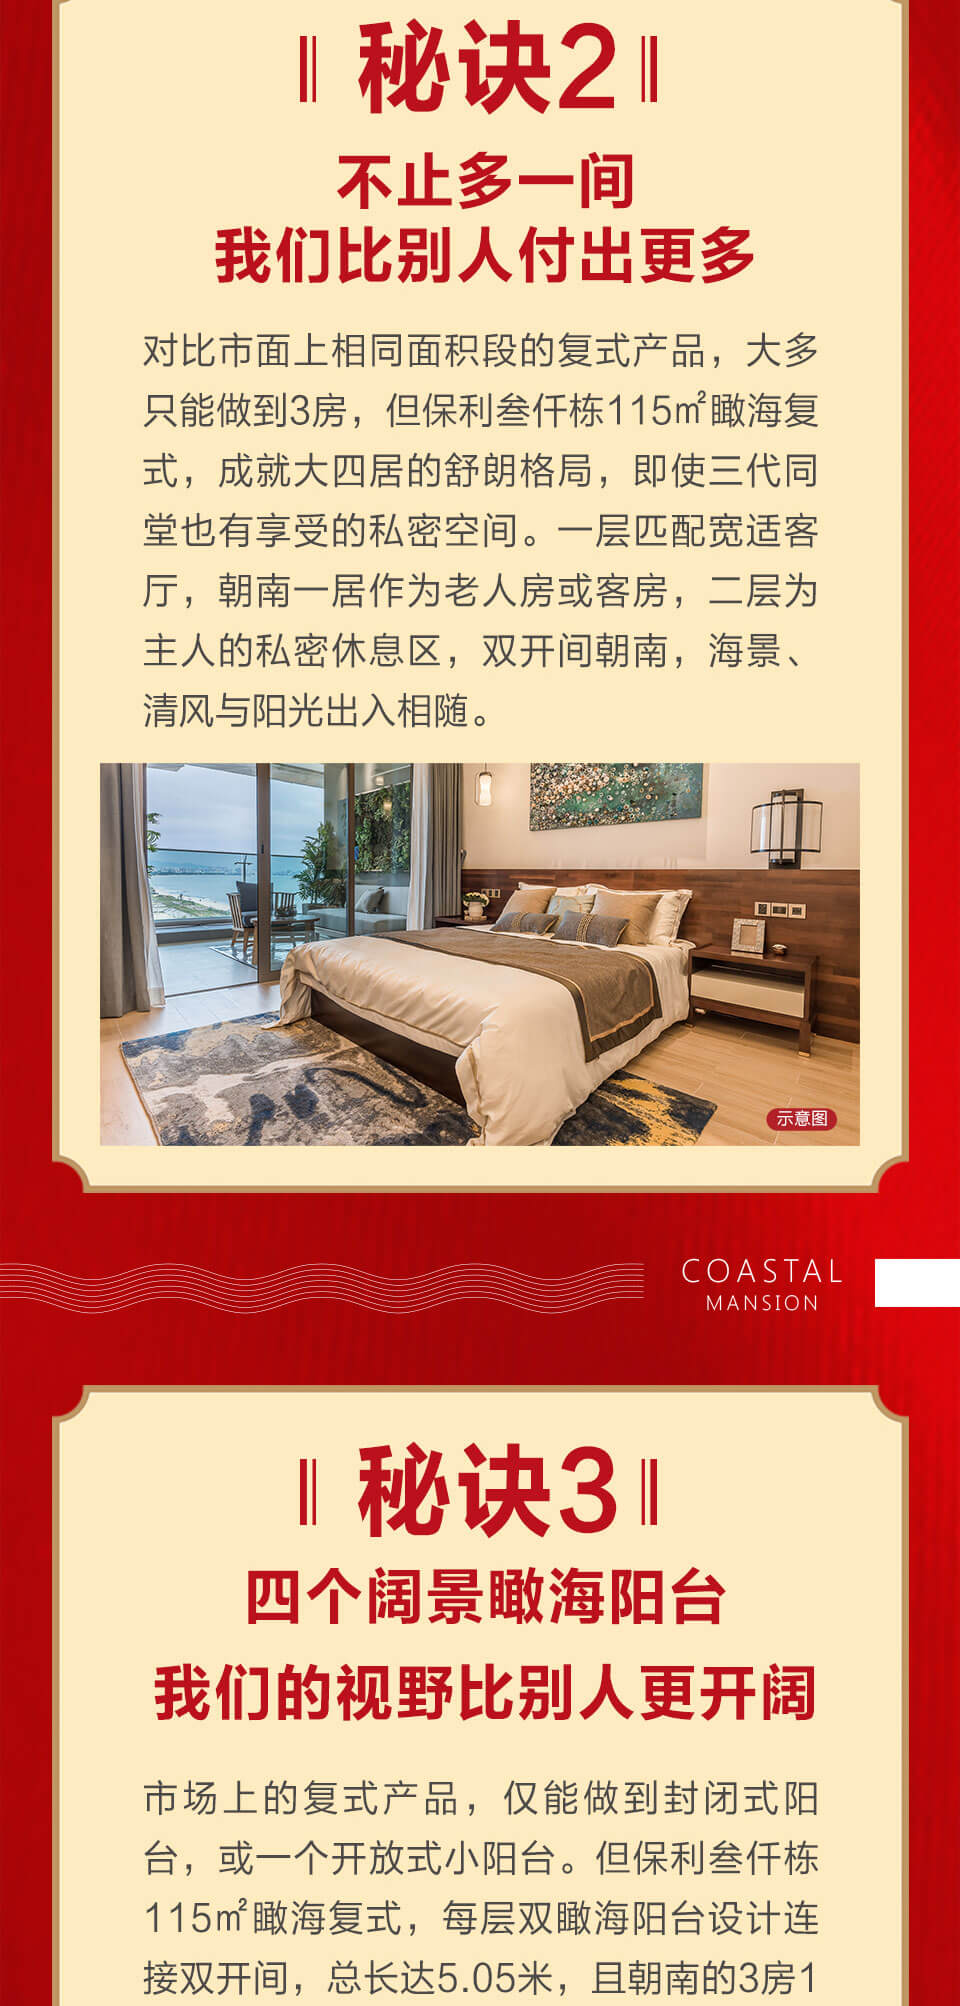 秘诀2
不止多一间
我们比别人付出更多
对比市面上相同面积段的复式产品，大多
只能做到3房，但保利叁仟栋115㎡瞰海复
式，成就大四居的舒朗格局，即使三代同
堂也有享受的私密空间。一层匹配宽适客
厅，朝南一居作为老人房或客房，二层为
主人的私密休息区，双开间朝南，海景、
清风与阳光出入相随。
示意图
COASTAL
MANSION
秘诀3
四个阔景瞰海阳台
我们的视野比别人更开阔
市场上的复式产品，仅能做到封闭式阳
台，或一个开放式小阳台。但保利叁仟栋
115㎡瞰海复式，每层双瞰海阳台设计连
接双开间，总长达5.05米，且朝南的3房1